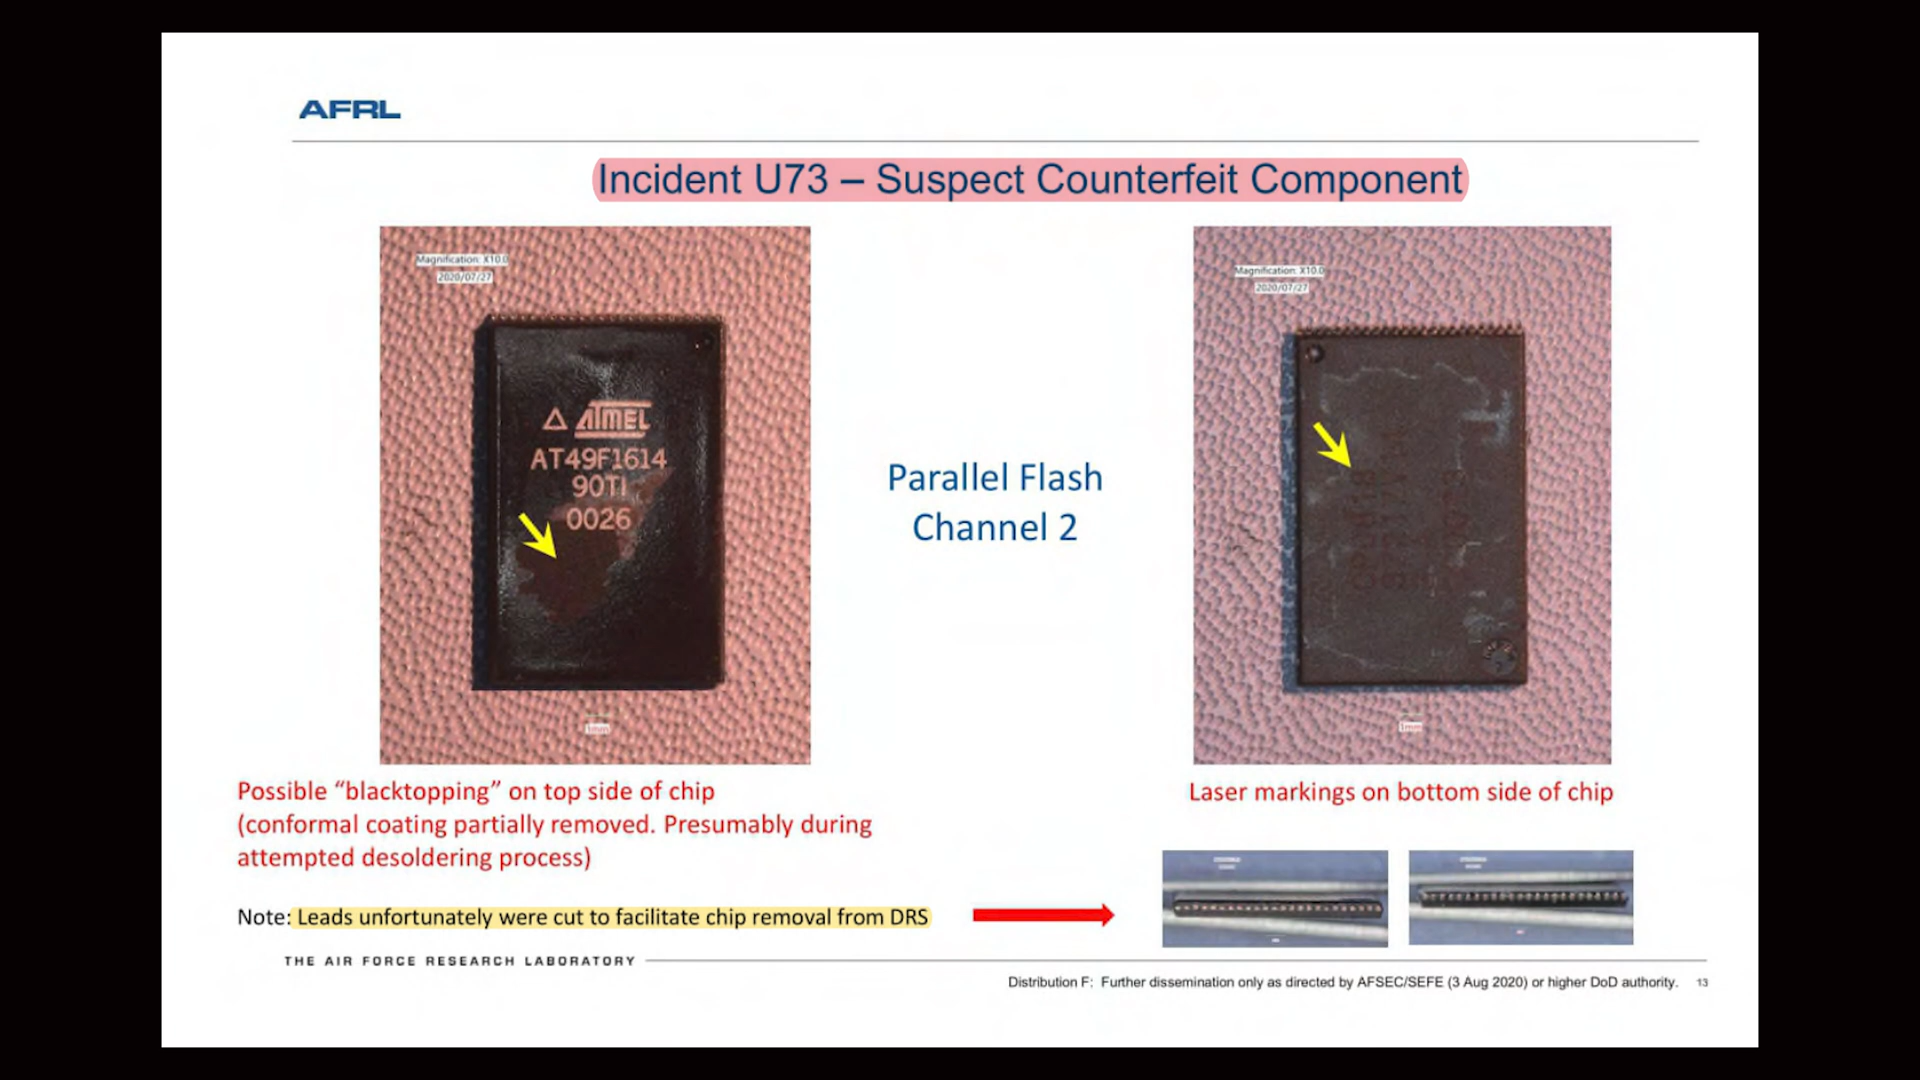 AFRL
Incident U73 – Suspect Counterfeit Component
Magnification: X10.0
2020/07/27
ATMEL
AT49F1614
90TI
0026
1mm
Parallel Flash
Channel 2
Magnification: X10.0
2020/07/27
1mm
Possible “blacktopping” on top side of chip
(conformal coating partially removed. Presumably during
attempted desoldering process)
Laser markings on bottom side of chip
Note: Leads unfortunately were cut to facilitate chip removal from DRS
THE AIR FORCE RESEARCH LABORATORY
Distribution F: Further dissemination only as directed by AFSEC/SEFE (3 Aug 2020) or higher DoD authority.
13